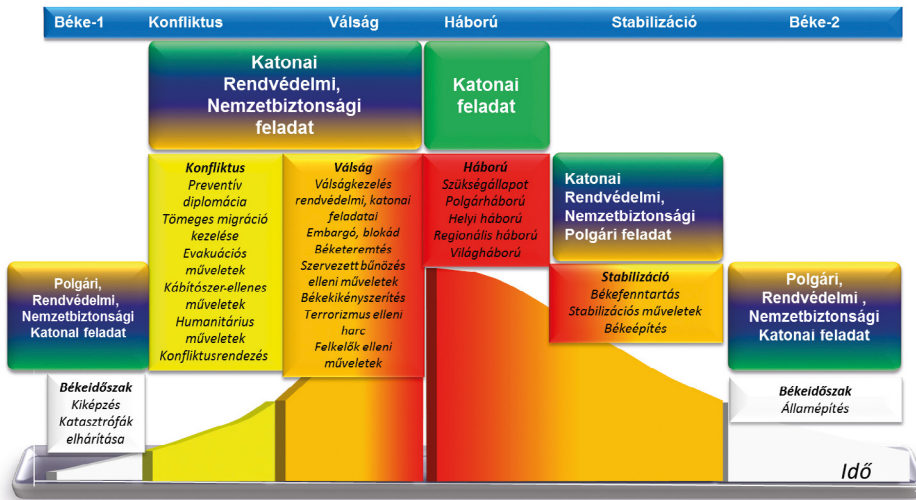 Béke-1
Konfliktus
Válság
Háború
Stabilizáció
Béke-2
Katonai
Rendvédelmi,
Nemzetbiztonsági
feladat
Katonai
feladat
Konfliktus
Preventív
diplomácia
Tömeges migráció
kezelése
Evakuációs
műveletek
Kábítószer-ellenes
műveletek
Humanitárius
műveletek
Konfliktusrendezés
Válság
Válságkezelés
rendvédelmi, katonai
feladatai
Embargó, blokád
Béketeremtés
Szervezett bűnözés
elleni műveletek
Békekikényszerítés
Terrorizmus elleni
harc
Felkelők elleni
műveletek
Háború
Szükségállapot
Polgárháború
Helyi háború
Regionális háború
Világháború
Katonai
Rendvédelmi,
Nemzetbiztonsági
Polgári feladat
Stabilizáció
Békefenntartás
Stabilizációs műveletek
Békeépítés
Polgári,
Rendvédelmi,
Nemzetbiztonsági
Katonal feladat
Békeidőszak
Kiképzés
Katasztrófák
elhárítása
Polgári,
Rendvédelmi ,
Nemzetbiztonsági
Katonai feladat
Békeidőszak
Államépítés
Idő